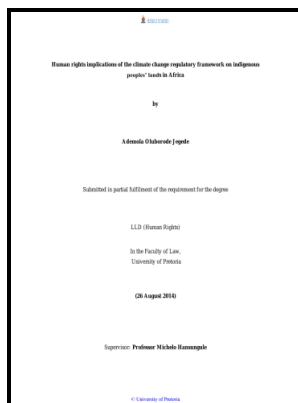 Human rights implications of the climate change regulatory framework on indigenous
peoples' lands in Africa
by
Ademola Oluborode Jegede
Submitted in partial fulfilment of the requirement for the degree
LLD (Human Rights)
In the Faculty of Law,
University of Pretoria
(26 August 2014)
Supervisor: Professor Michelo Hansungule
© University of Pretoria